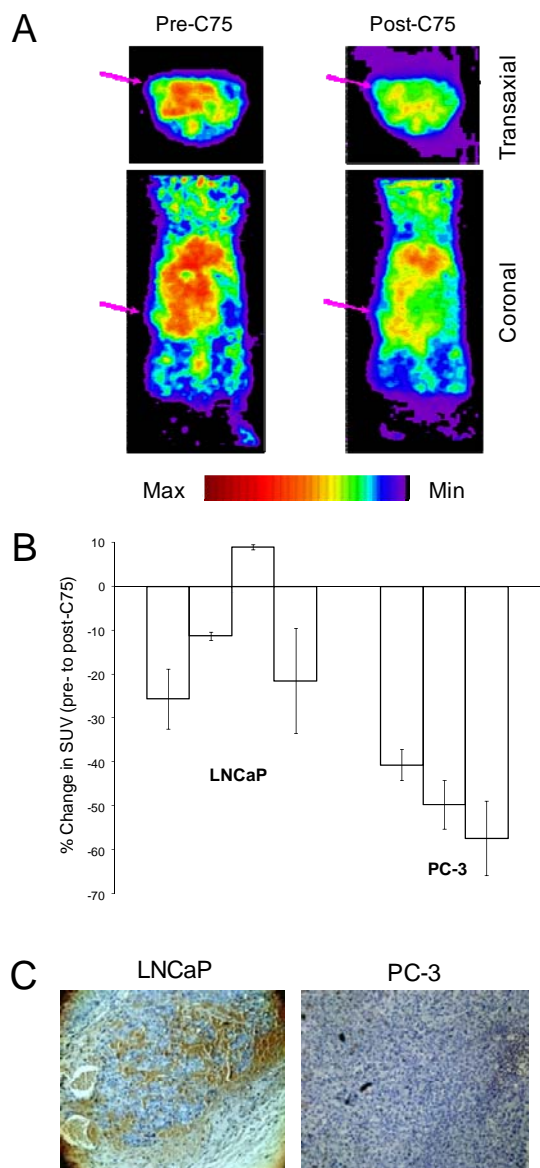 A
Pre-C75
Post-C75
Transaxial
Coronal
Max
Min
B
% Change in SUV (pre- to post-C75)
10
0
-10
-20
-30
-40
-50
-60
-70
LNCaP
PC-3
C
LNCaP
PC-3